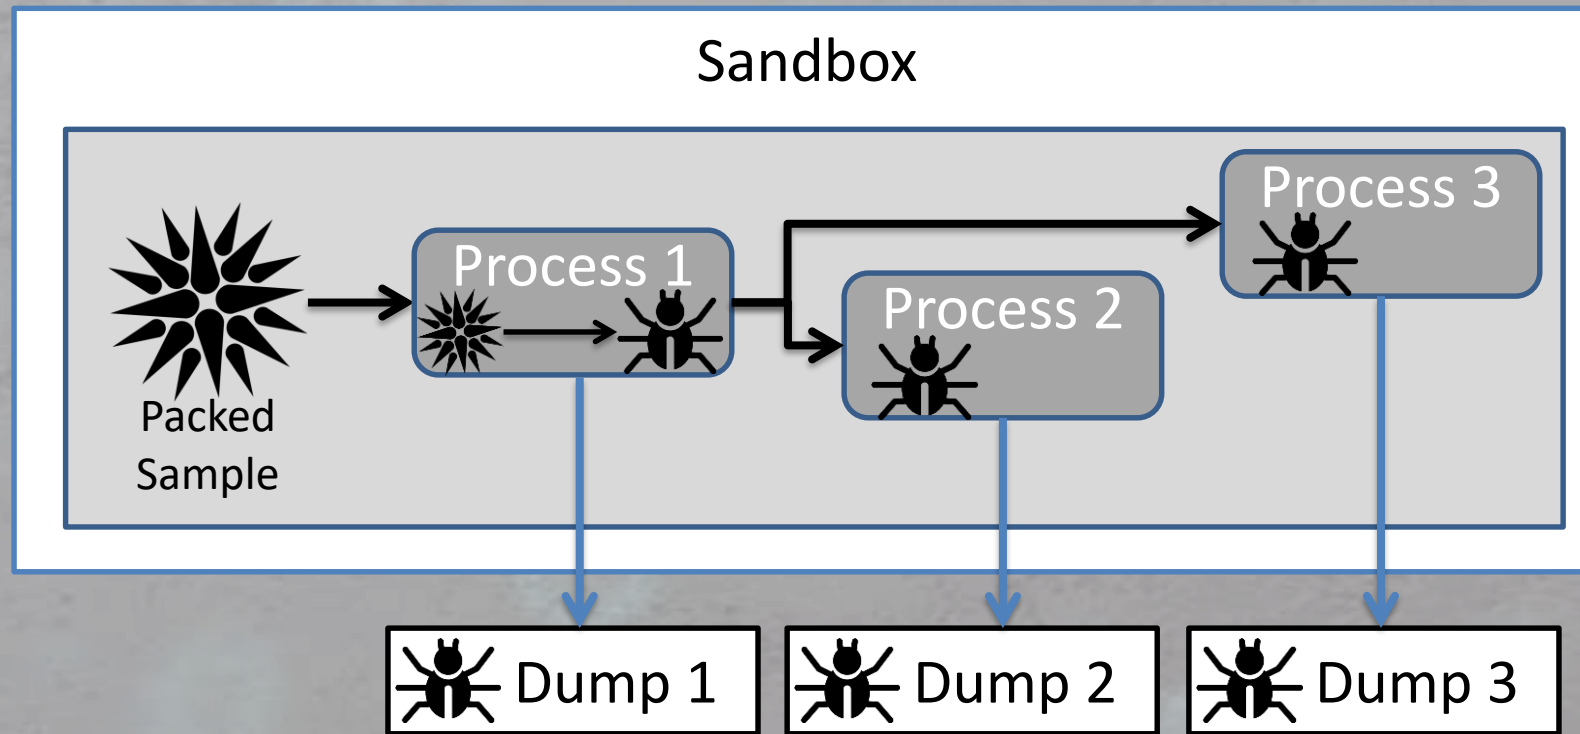 Sandbox
Process 3
Process 1
Process 2
Packed
Sample
Dump 1
Dump 2
Dump 3